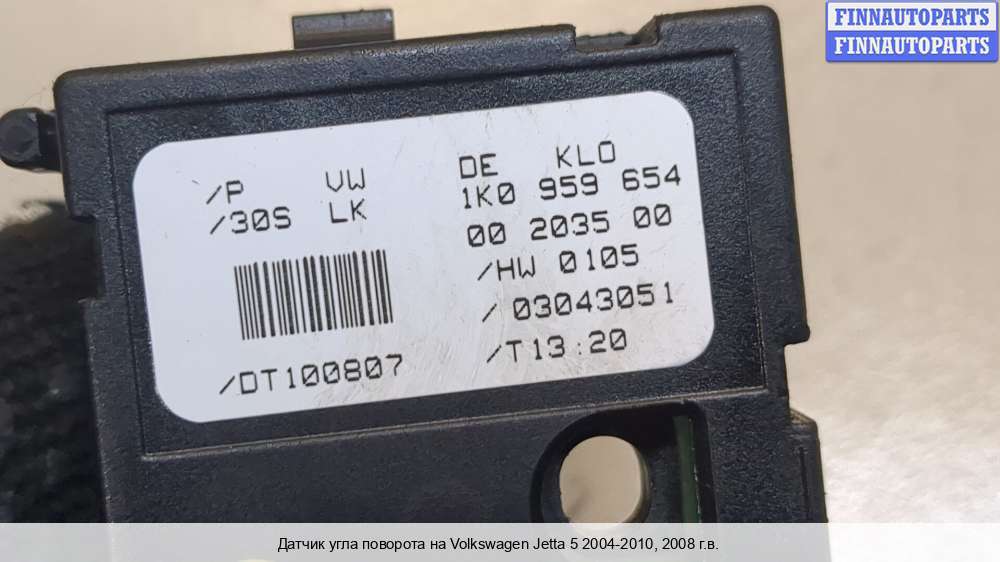 FINNAUTOPARTS
FINNAUTOPARTS
/P VW DE KLO
/30S LK 1K0 959 654
00 2035 00
/HW 0105
/03043051
/DT100807 /T13:20
Датчик угла поворота на Volkswagen Jetta 5 2004-2010, 2008 г.в.